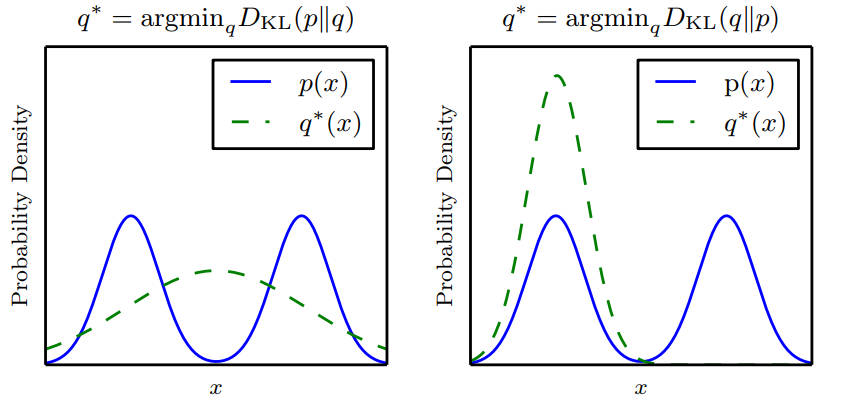 q* = argmin_q D_KL(p‖q)
p(x)
q*(x)
Probability Density
x
q* = argmin_q D_KL(q‖p)
p(x)
q*(x)
Probability Density
x